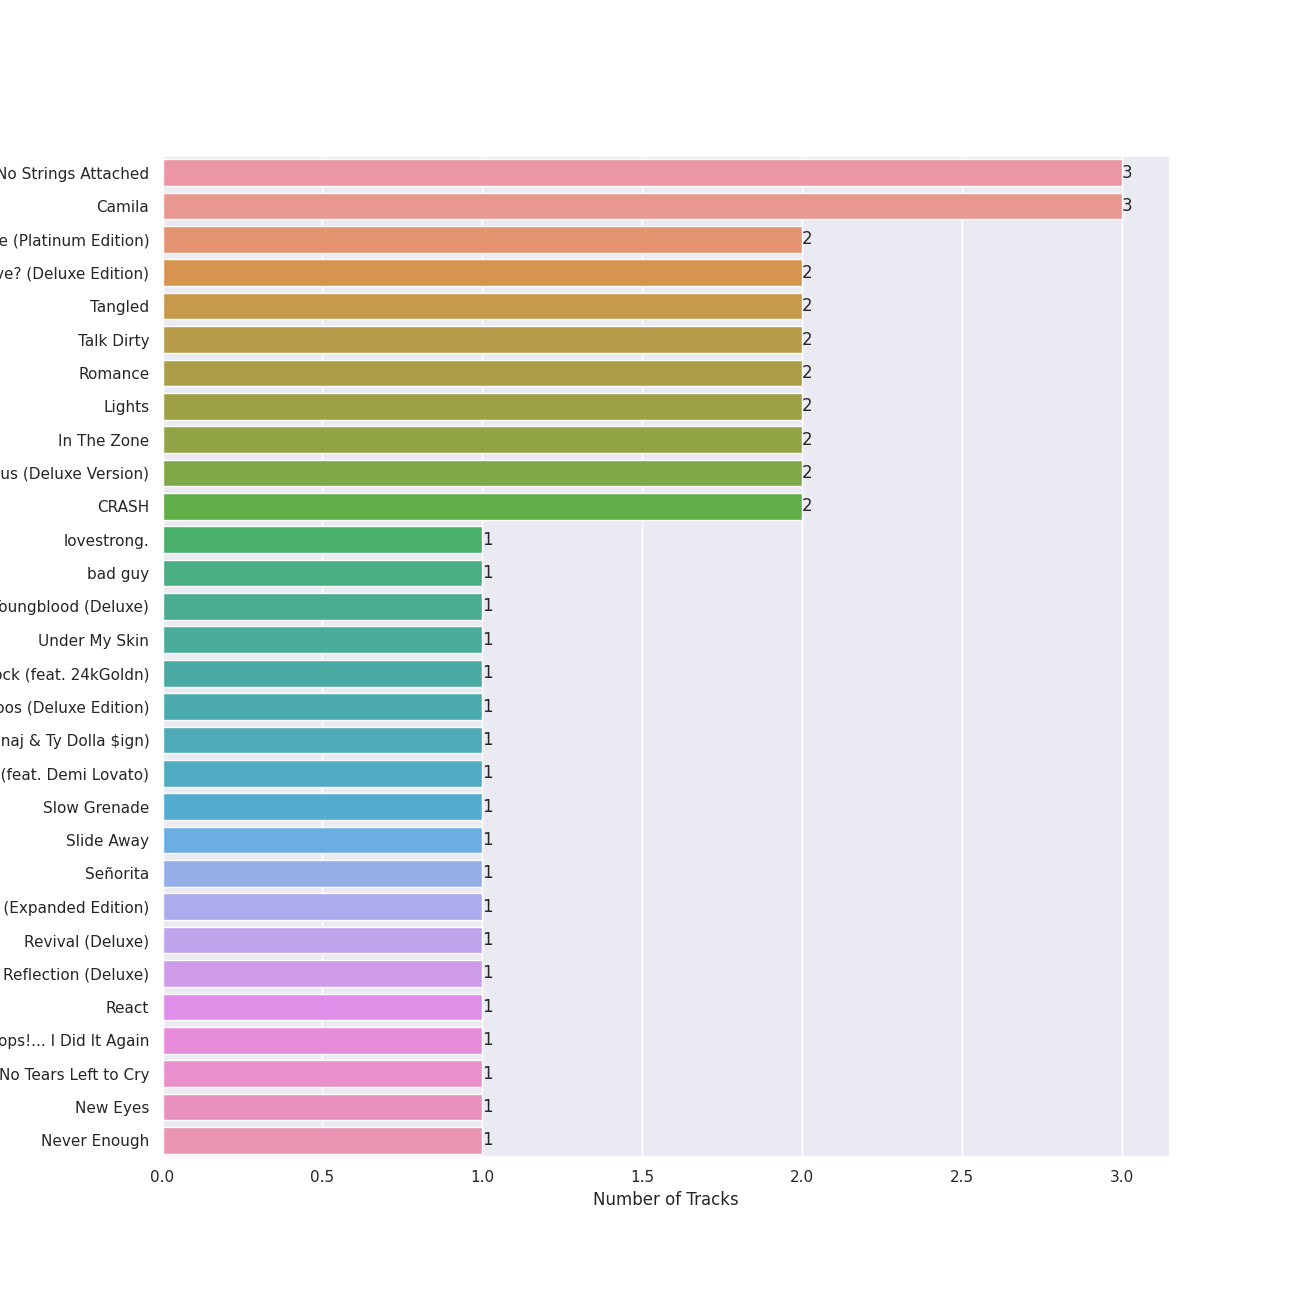 No Strings Attached 3
Camila 3
e (Platinum Edition) 2
ve? (Deluxe Edition) 2
Tangled 2
Talk Dirty 2
Romance 2
Lights 2
In The Zone 2
us (Deluxe Version) 2
CRASH 2
lovestrong. 1
bad guy 1
oungblood (Deluxe) 1
Under My Skin 1
ock (feat. 24kGoldn) 1
oos (Deluxe Edition) 1
naj & Ty Dolla $ign) 1
(feat. Demi Lovato) 1
Slow Grenade 1
Slide Away 1
Señorita 1
(Expanded Edition) 1
Revival (Deluxe) 1
Reflection (Deluxe) 1
React 1
ops!... I Did It Again 1
No Tears Left to Cry 1
New Eyes 1
Never Enough 1
0.0 0.5 1.0 1.5 2.0 2.5 3.0
Number of Tracks